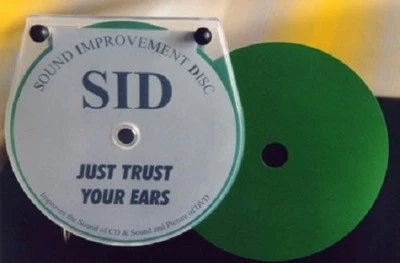 SOUND IMPROVEMENT DISC
SID
JUST TRUST
YOUR EARS
Improves the Sound of CD & Sound and Picture of DVD